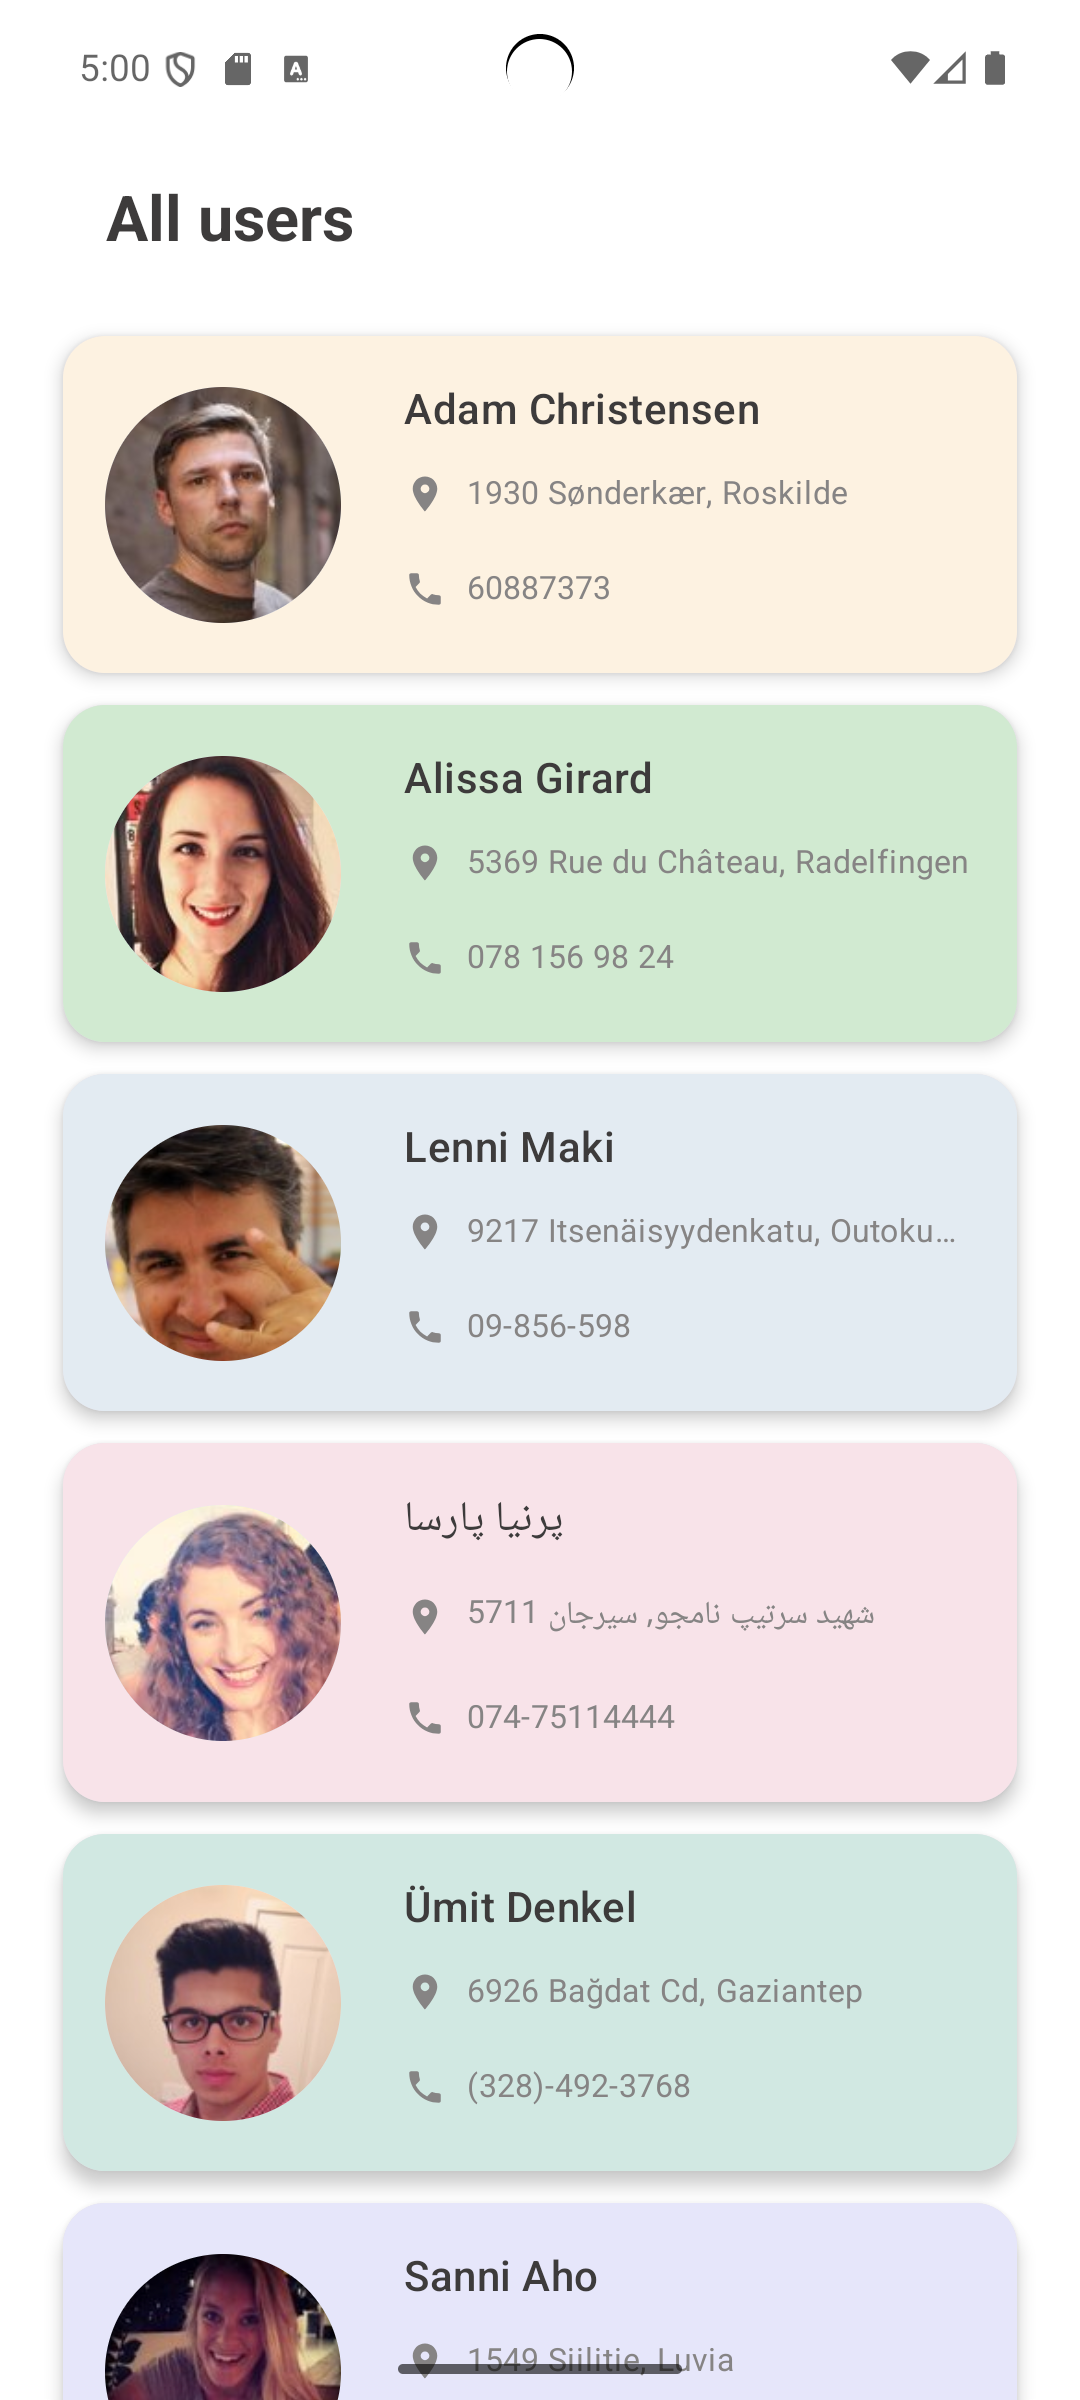 5:00
All users
Adam Christensen
1930 Sønderkær, Roskilde
60887373
Alissa Girard
5369 Rue du Château, Radelfingen
078 156 98 24
Lenni Maki
9217 Itsenäisyydenkatu, Outoku…
09-856-598
پرنیا پارسا
5711 شهید سرتیپ نامجو, سیرجان
074-75114444
Ümit Denkel
6926 Bağdat Cd, Gaziantep
(328)-492-3768
Sanni Aho
1549 Siilitie, Luvia